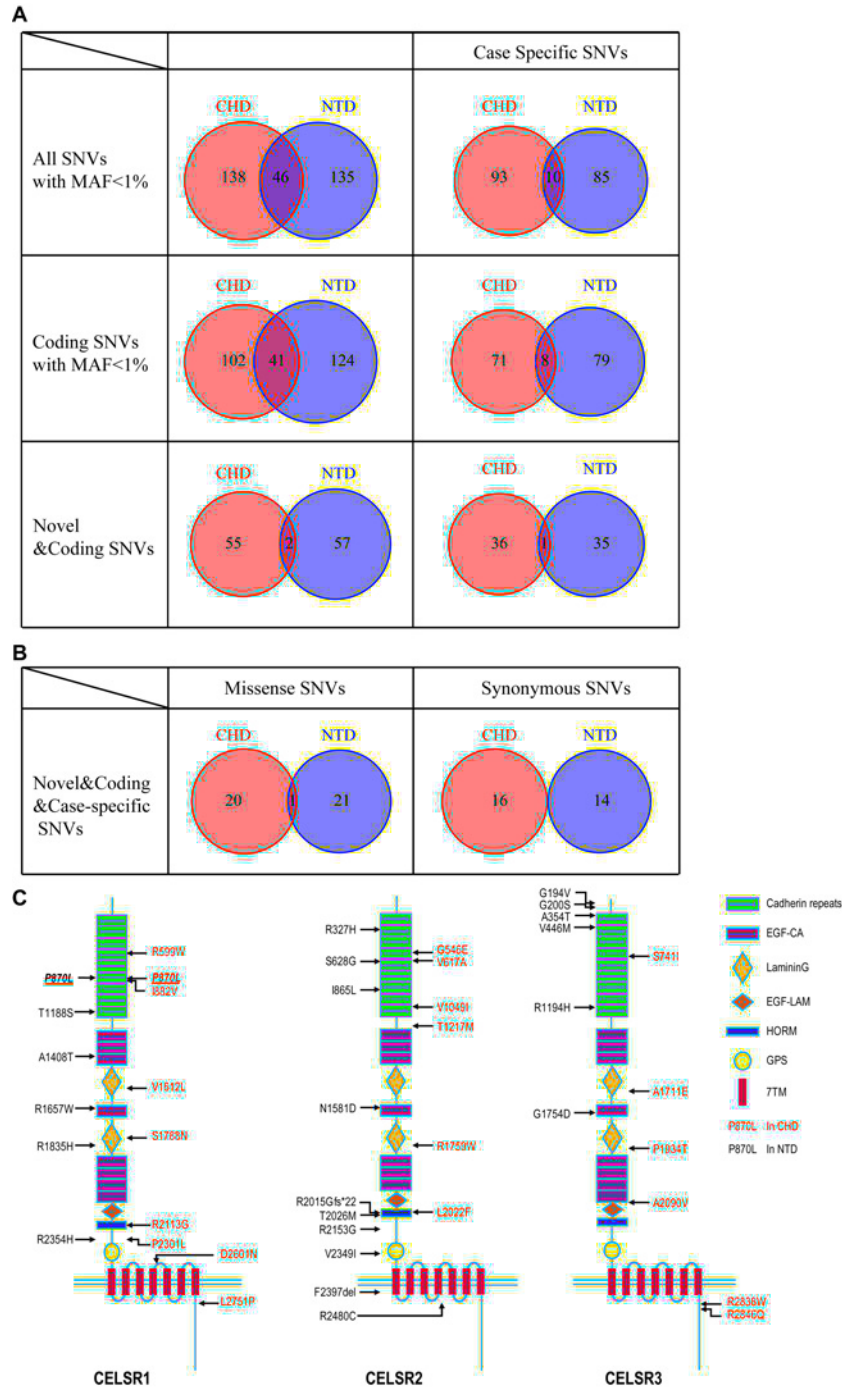 A
Case Specific SNVs
All SNVs
with MAF<1%
CHD
NTD
138
46
135
CHD
NTD
93
10
85
Coding SNVs
with MAF<1%
CHD
NTD
102
41
124
CHD
NTD
71
8
79
Novel
&Coding SNVs
CHD
NTD
55
2
57
CHD
NTD
36
1
35
B
Missense SNVs
Synonymous SNVs
Novel&Coding
&Case-specific
SNVs
CHD
NTD
20
1
21
CHD
NTD
16
14
C
R599W
P870L
P870L
I882V
T1188S
A1408T
V1612L
R1657W
S1788N
R1835H
R2113G
R2354H
P2301L
D2601N
L2751P
CELSR1
R327H
G546E
S628G
V617A
I865L
V1049I
T1217M
N1581D
R1759W
R2015Gfs*22
L2022F
T2026M
R2153G
V2349I
F2397del
R2480C
CELSR2
G194V
G200S
A354T
V446M
S741I
R1194H
A1711E
G1754D
P1934T
A2090V
R2836W
R2846Q
CELSR3
Cadherin repeats
EGF-CA
LamininG
EGF-LAM
HORM
GPS
7TM
P870L In CHD
P870L In NTD